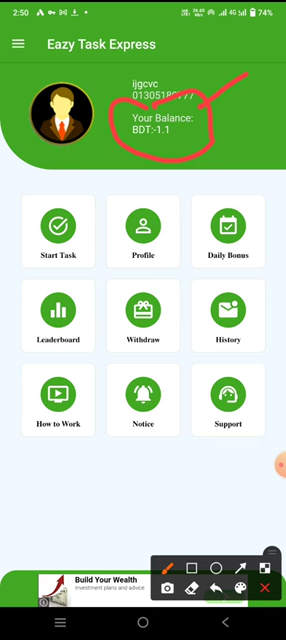 2:50
4G
74%
Eazy Task Express
ijgcvc
Your Balance:
BDT:-1.1
Start Task
Profile
Daily Bonus
Leaderboard
Withdraw
History
How to Work
Notice
Support
Build Your Wealth
Investment plans and advice